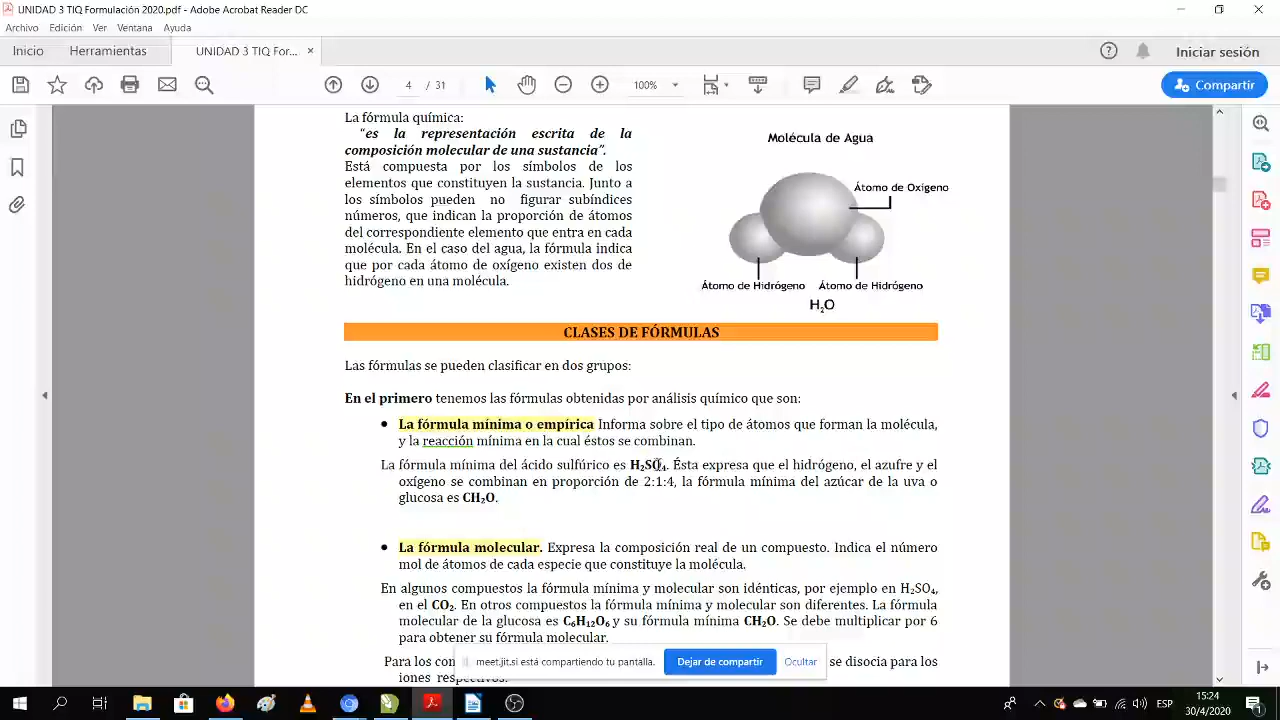 UNIDAD 3 TIQ Formulación 2020.pdf - Adobe Acrobat Reader DC
Archivo Edición Ver Ventana Ayuda
Inicio Herramientas UNIDAD 3 TIQ For... × Iniciar sesión
4 / 31 100% Compartir
La fórmula química:
"es la representación escrita de la
composición molecular de una sustancia".
Está compuesta por los símbolos de los
elementos que constituyen la sustancia. Junto a
los símbolos pueden no figurar subíndices
números, que indican la proporción de átomos
del correspondiente elemento que entra en cada
molécula. En el caso del agua, la fórmula indica
que por cada átomo de oxígeno existen dos de
hidrógeno en una molécula.
Molécula de Agua
Átomo de Oxigeno
Átomo de Hidrógeno Átomo de Hidrógeno
H₂O
CLASES DE FÓRMULAS
Las fórmulas se pueden clasificar en dos grupos:
En el primero tenemos las fórmulas obtenidas por análisis químico que son:
• La fórmula mínima o empírica Informa sobre el tipo de átomos que forman la molécula,
y la reacción mínima en la cual éstos se combinan.
La fórmula mínima del ácido sulfúrico es H₂SO₄. Ésta expresa que el hidrógeno, el azufre y el
oxígeno se combinan en proporción de 2:1:4, la fórmula mínima del azúcar de la uva o
glucosa es CH₂O.
• La fórmula molecular. Expresa la composición real de un compuesto. Indica el número
mol de átomos de cada especie que constituye la molécula.
En algunos compuestos la fórmula mínima y molecular son idénticas, por ejemplo en H₂SO₄,
en el CO₂. En otros compuestos la fórmula mínima y molecular son diferentes. La fórmula
molecular de la glucosa es C₆H₁₂O₆ y su fórmula mínima CH₂O. Se debe multiplicar por 6
para obtener su fórmula molecular.
Para los se disocia para los
iones respectivos.
meet.jit.si está compartiendo tu pantalla. Dejar de compartir Ocultar
ESP 15:24
30/4/2020